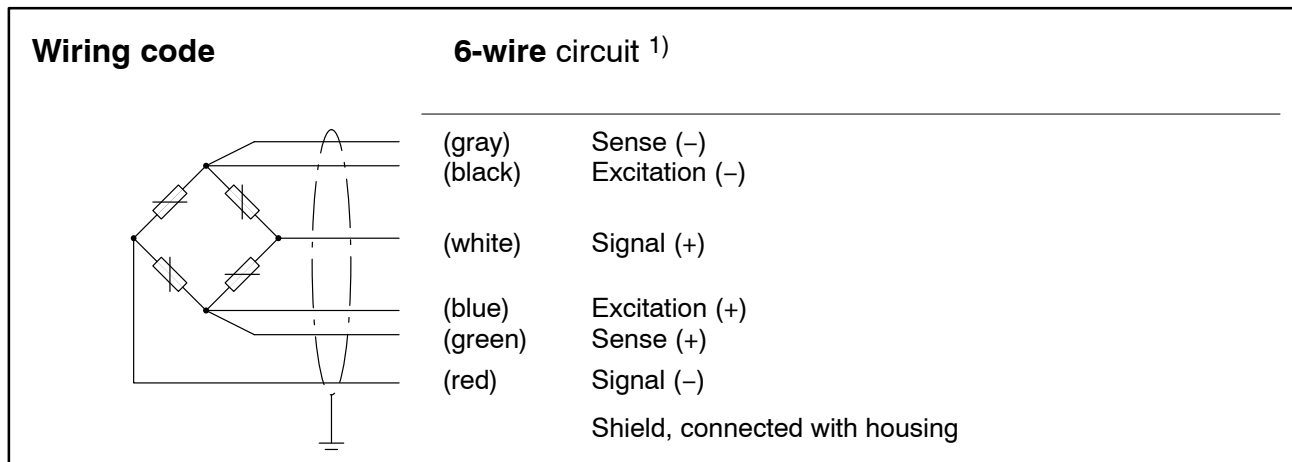 Wiring code 6-wire circuit 1)
(gray) Sense (−)
(black) Excitation (−)
(white) Signal (+)
(blue) Excitation (+)
(green) Sense (+)
(red) Signal (−)
Shield, connected with housing